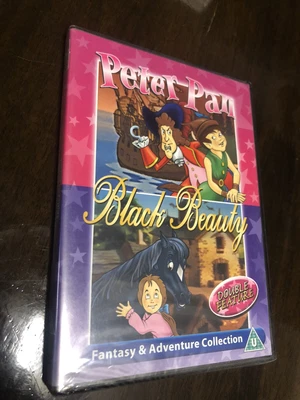 Peter Pan
Black Beauty
DOUBLE
FEATURE
U
Fantasy & Adventure Collection